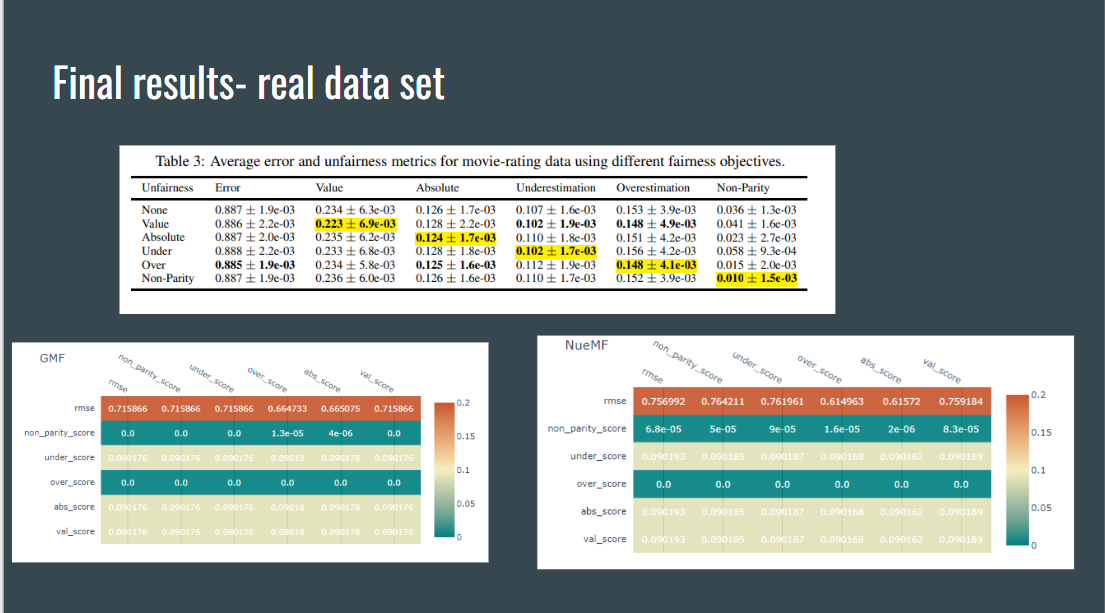 Final results- real data set
Table 3: Average error and unfairness metrics for movie-rating data using different fairness objectives.
Unfairness Error Value Absolute Underestimation Overestimation Non-Parity
None 0.887 ± 1.9e-03 0.234 ± 6.3e-03 0.126 ± 1.7e-03 0.107 ± 1.6e-03 0.153 ± 3.9e-03 0.036 ± 1.3e-03
Value 0.886 ± 2.2e-03 0.223 ± 6.9e-03 0.128 ± 2.2e-03 0.102 ± 1.9e-03 0.148 ± 4.9e-03 0.041 ± 1.6e-03
Absolute 0.887 ± 2.0e-03 0.235 ± 6.2e-03 0.124 ± 1.7e-03 0.110 ± 1.8e-03 0.151 ± 4.2e-03 0.023 ± 2.7e-03
Under 0.888 ± 2.2e-03 0.233 ± 6.8e-03 0.128 ± 1.8e-03 0.102 ± 1.7e-03 0.156 ± 4.2e-03 0.058 ± 9.3e-04
Over 0.885 ± 1.9e-03 0.234 ± 5.8e-03 0.125 ± 1.6e-03 0.112 ± 1.9e-03 0.148 ± 4.1e-03 0.015 ± 2.0e-03
Non-Parity 0.887 ± 1.9e-03 0.236 ± 6.0e-03 0.126 ± 1.6e-03 0.110 ± 1.7e-03 0.152 ± 3.9e-03 0.010 ± 1.5e-03
GMF
rmse non_parity_score under_score over_score abs_score val_score
rmse 0.715866 0.715866 0.715866 0.664733 0.665075 0.715866
non_parity_score 0.0 0.0 0.0 1.3e-05 4e-06 0.0
under_score 0.090176 0.090176 0.090176 0.09018 0.090178 0.090176
over_score 0.0 0.0 0.0 0.0 0.0 0.0
abs_score 0.090176 0.090176 0.090176 0.09018 0.090178 0.090176
val_score 0.090176 0.090176 0.090176 0.09018 0.090178 0.090176
0.2
0.15
0.1
0.05
0
NueMF
rmse non_parity_score under_score over_score abs_score val_score
rmse 0.756992 0.764211 0.761961 0.614963 0.61572 0.759184
non_parity_score 6.8e-05 5e-05 9e-05 1.6e-05 2e-06 8.3e-05
under_score 0.090193 0.090185 0.090187 0.090168 0.090162 0.090189
over_score 0.0 0.0 0.0 0.0 0.0 0.0
abs_score 0.090193 0.090185 0.090187 0.090168 0.090162 0.090189
val_score 0.090193 0.090185 0.090187 0.090168 0.090162 0.090189
0.2
0.15
0.1
0.05
0